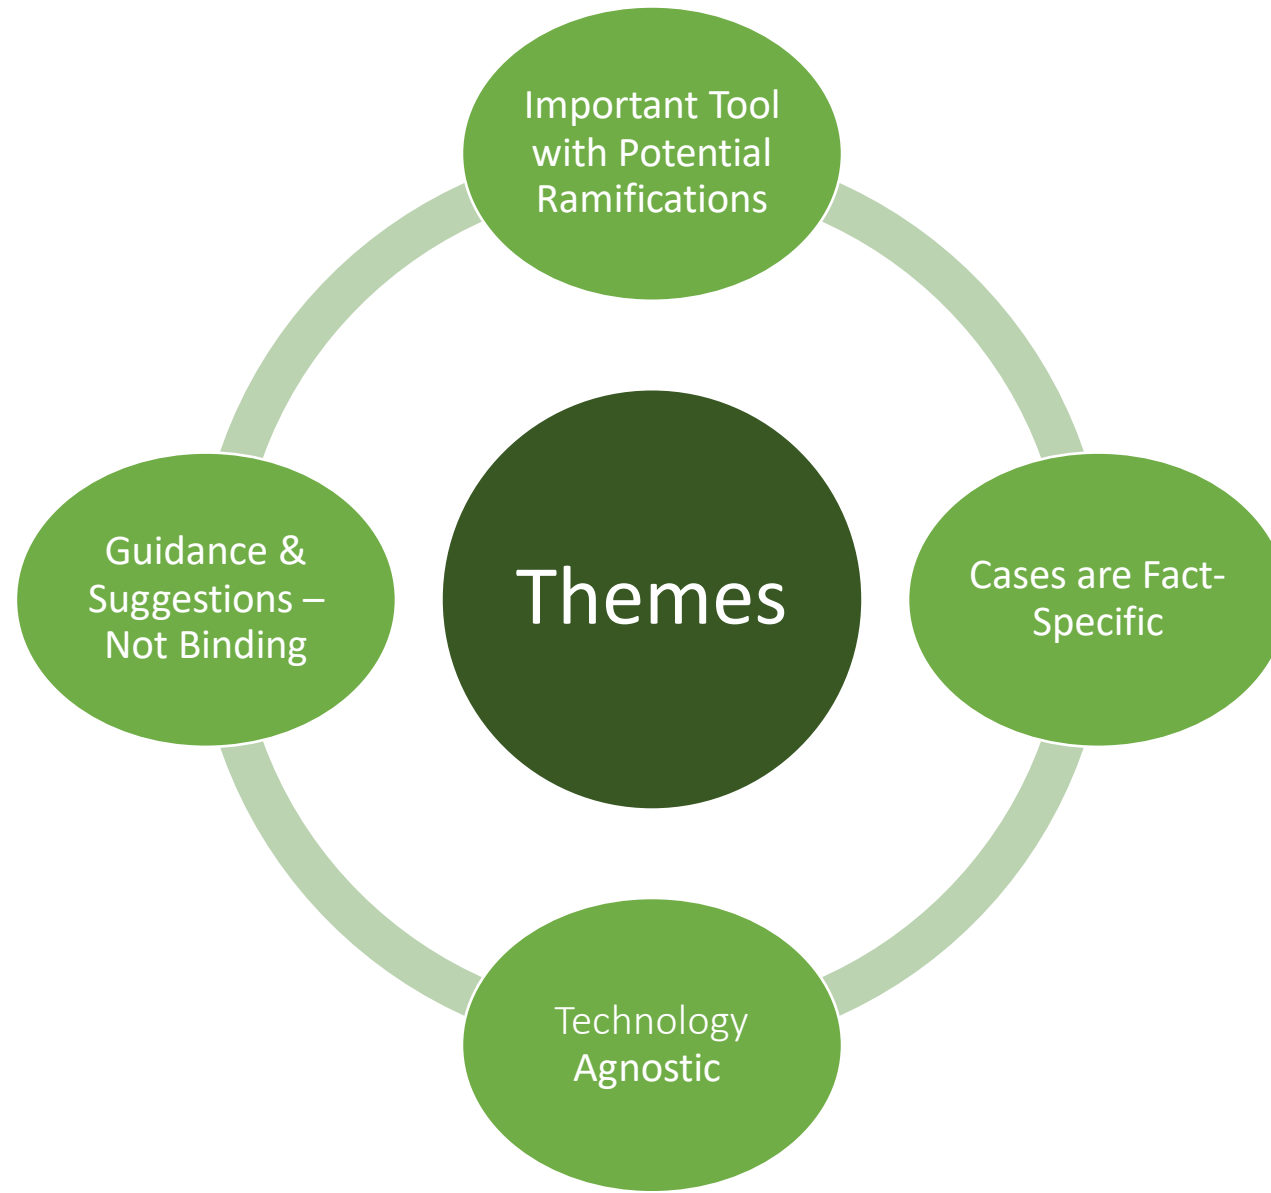 Important Tool
with Potential
Ramifications
Guidance &
Suggestions –
Not Binding
Themes
Cases are Fact-
Specific
Technology
Agnostic